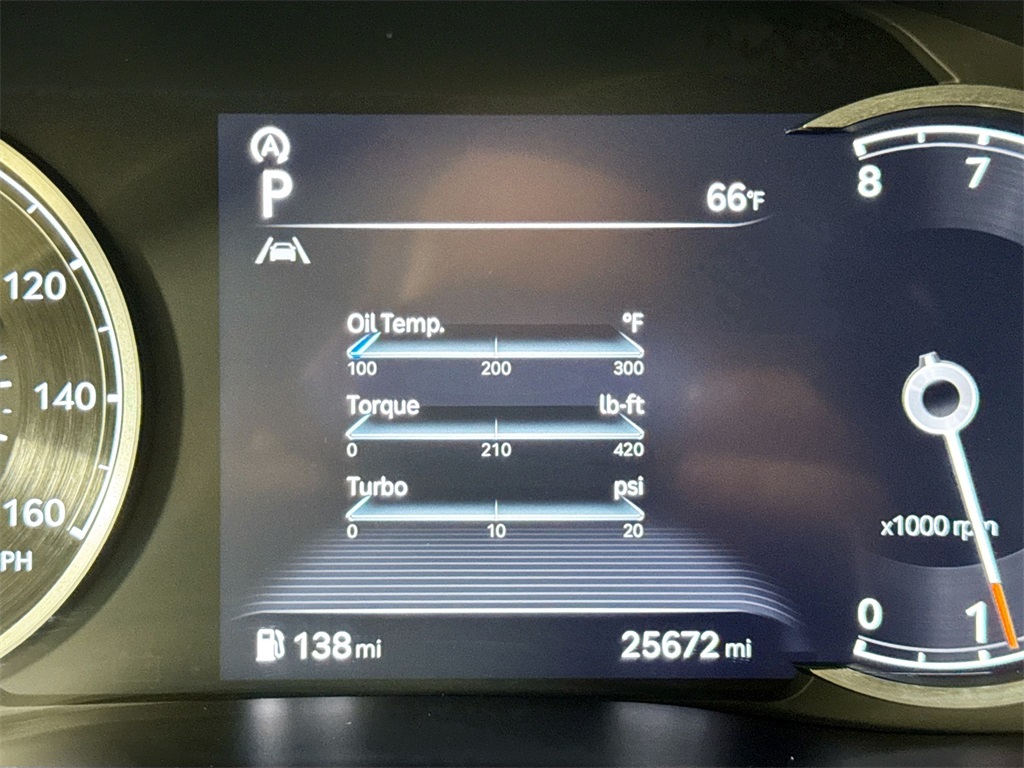 A
P
66°F
Oil Temp. °F
100 200 300
Torque lb-ft
0 210 420
Turbo psi
0 10 20
138 mi 25672 mi
120
140
160
PH
8 7
x1000 rpm
0 1